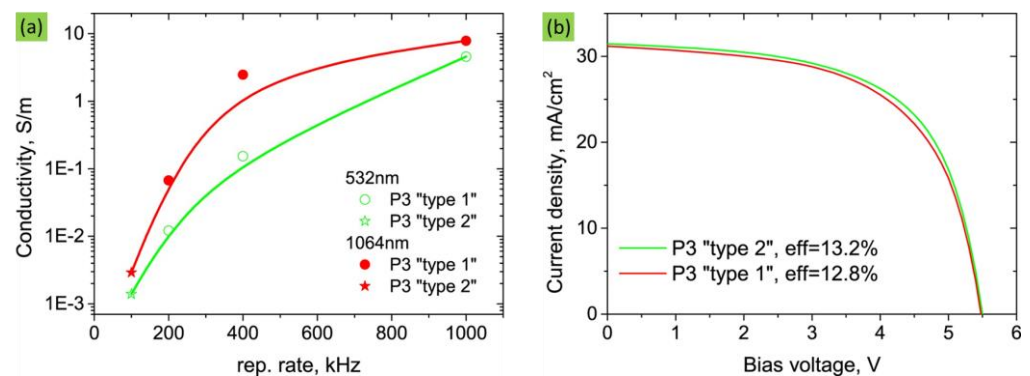 (a)
Conductivity, S/m
10
1
1E-1
1E-2
1E-3
0 200 400 600 800 1000
rep. rate, kHz
532nm
P3 "type 1"
P3 "type 2"
1064nm
P3 "type 1"
P3 "type 2"
(b)
Current density, mA/cm²
30
20
10
0
0 1 2 3 4 5 6
Bias voltage, V
P3 "type 2", eff=13.2%
P3 "type 1", eff=12.8%